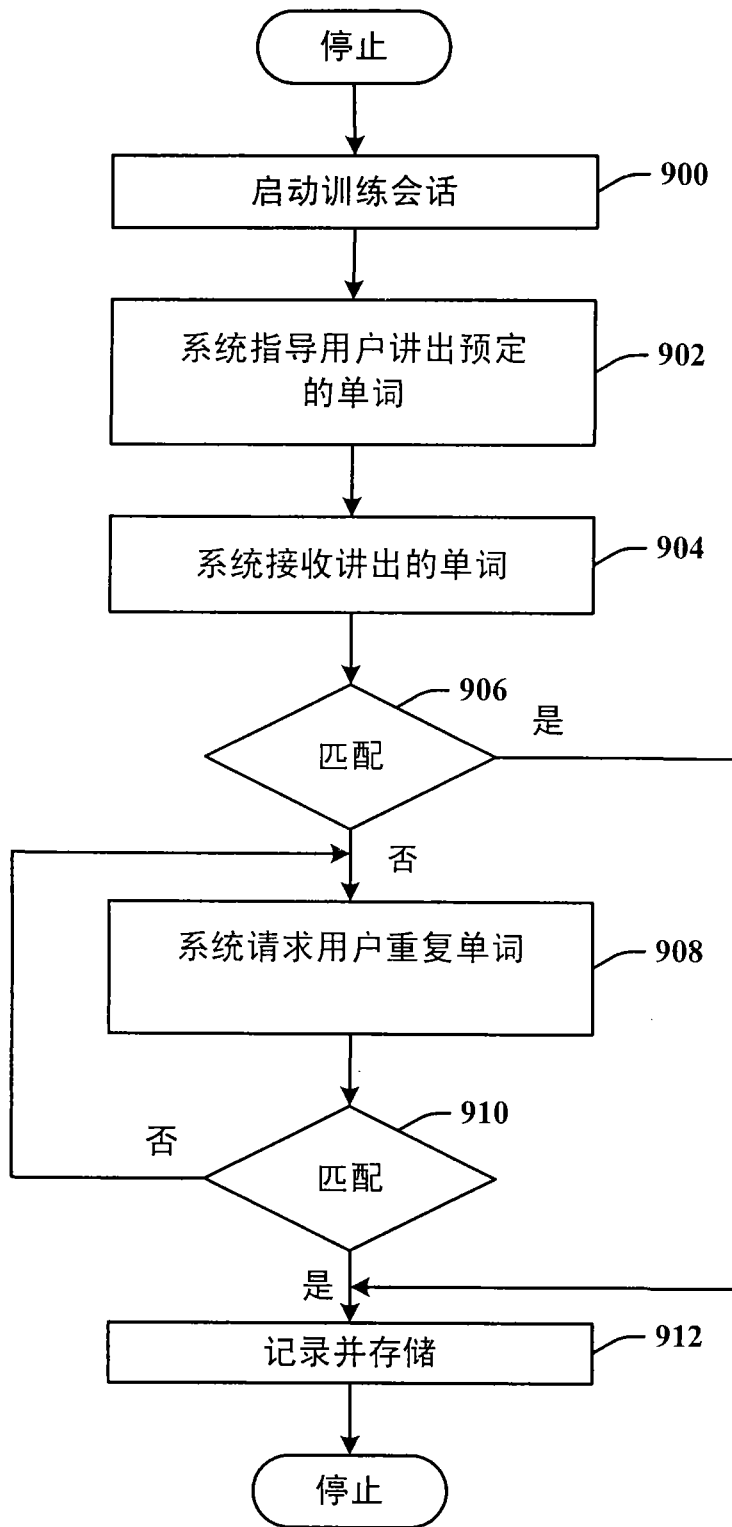 停止
启动训练会话
900
系统指导用户讲出预定
的单词
902
系统接收讲出的单词
904
906
匹配
是
否
系统请求用户重复单词
908
910
否
匹配
是
记录并存储
912
停止